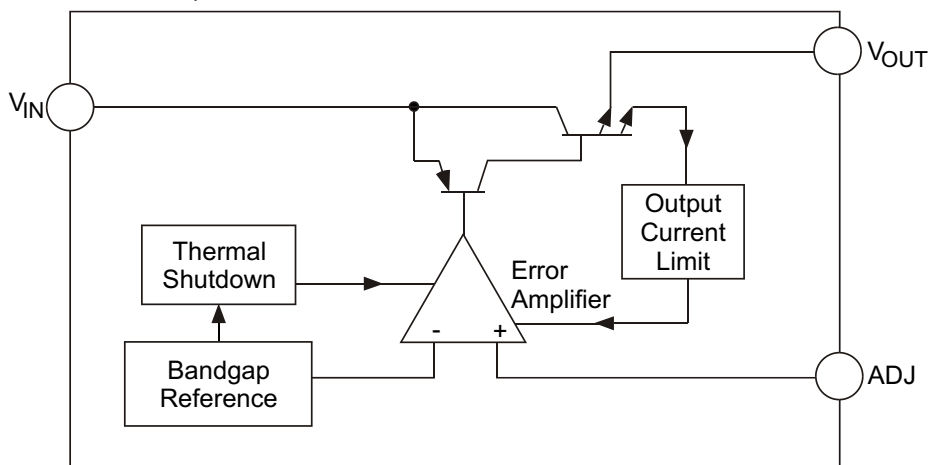 VOUT
VIN
Output
Current
Limit
Thermal
Shutdown
Error
Amplifier
- +
Bandgap
Reference
ADJ